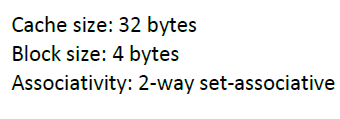 Cache size: 32 bytes
Block size: 4 bytes
Associativity: 2-way set-associative